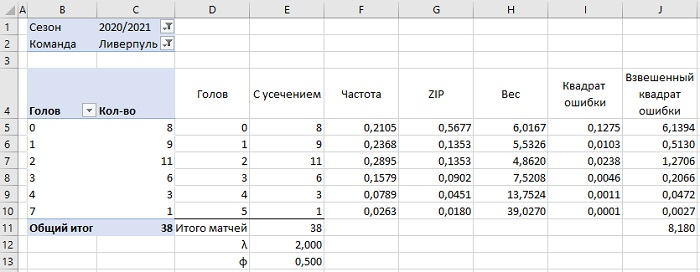 A B C D E F G H I J
1 Сезон 2020/2021
2 Команда Ливерпуль
3
4 Голов Кол-во Голов С усечением Частота ZIP Вес Квадрат ошибки Взвешенный квадрат ошибки
5 0 8 0 8 0,2105 0,5677 6,0167 0,1275 6,1394
6 1 9 1 9 0,2368 0,1353 5,5326 0,0103 0,5130
7 2 11 2 11 0,2895 0,1353 4,8620 0,0238 1,2706
8 3 6 3 6 0,1579 0,0902 7,5208 0,0046 0,2066
9 4 3 4 3 0,0789 0,0451 13,7524 0,0011 0,0472
10 7 1 5 1 0,0263 0,0180 39,0270 0,0001 0,0027
11 Общий итог 38 Итого матчей 38 8,180
12 λ 2,000
13 φ 0,500